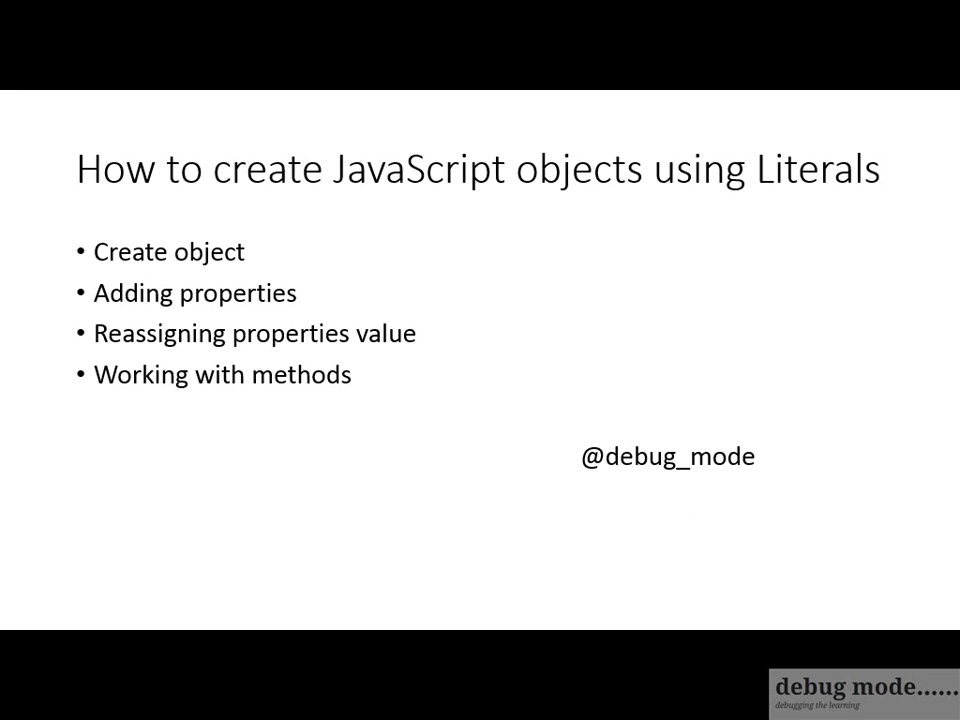 How to create JavaScript objects using Literals
• Create object
• Adding properties
• Reassigning properties value
• Working with methods
@debug_mode
debug mode......
debugging the learning